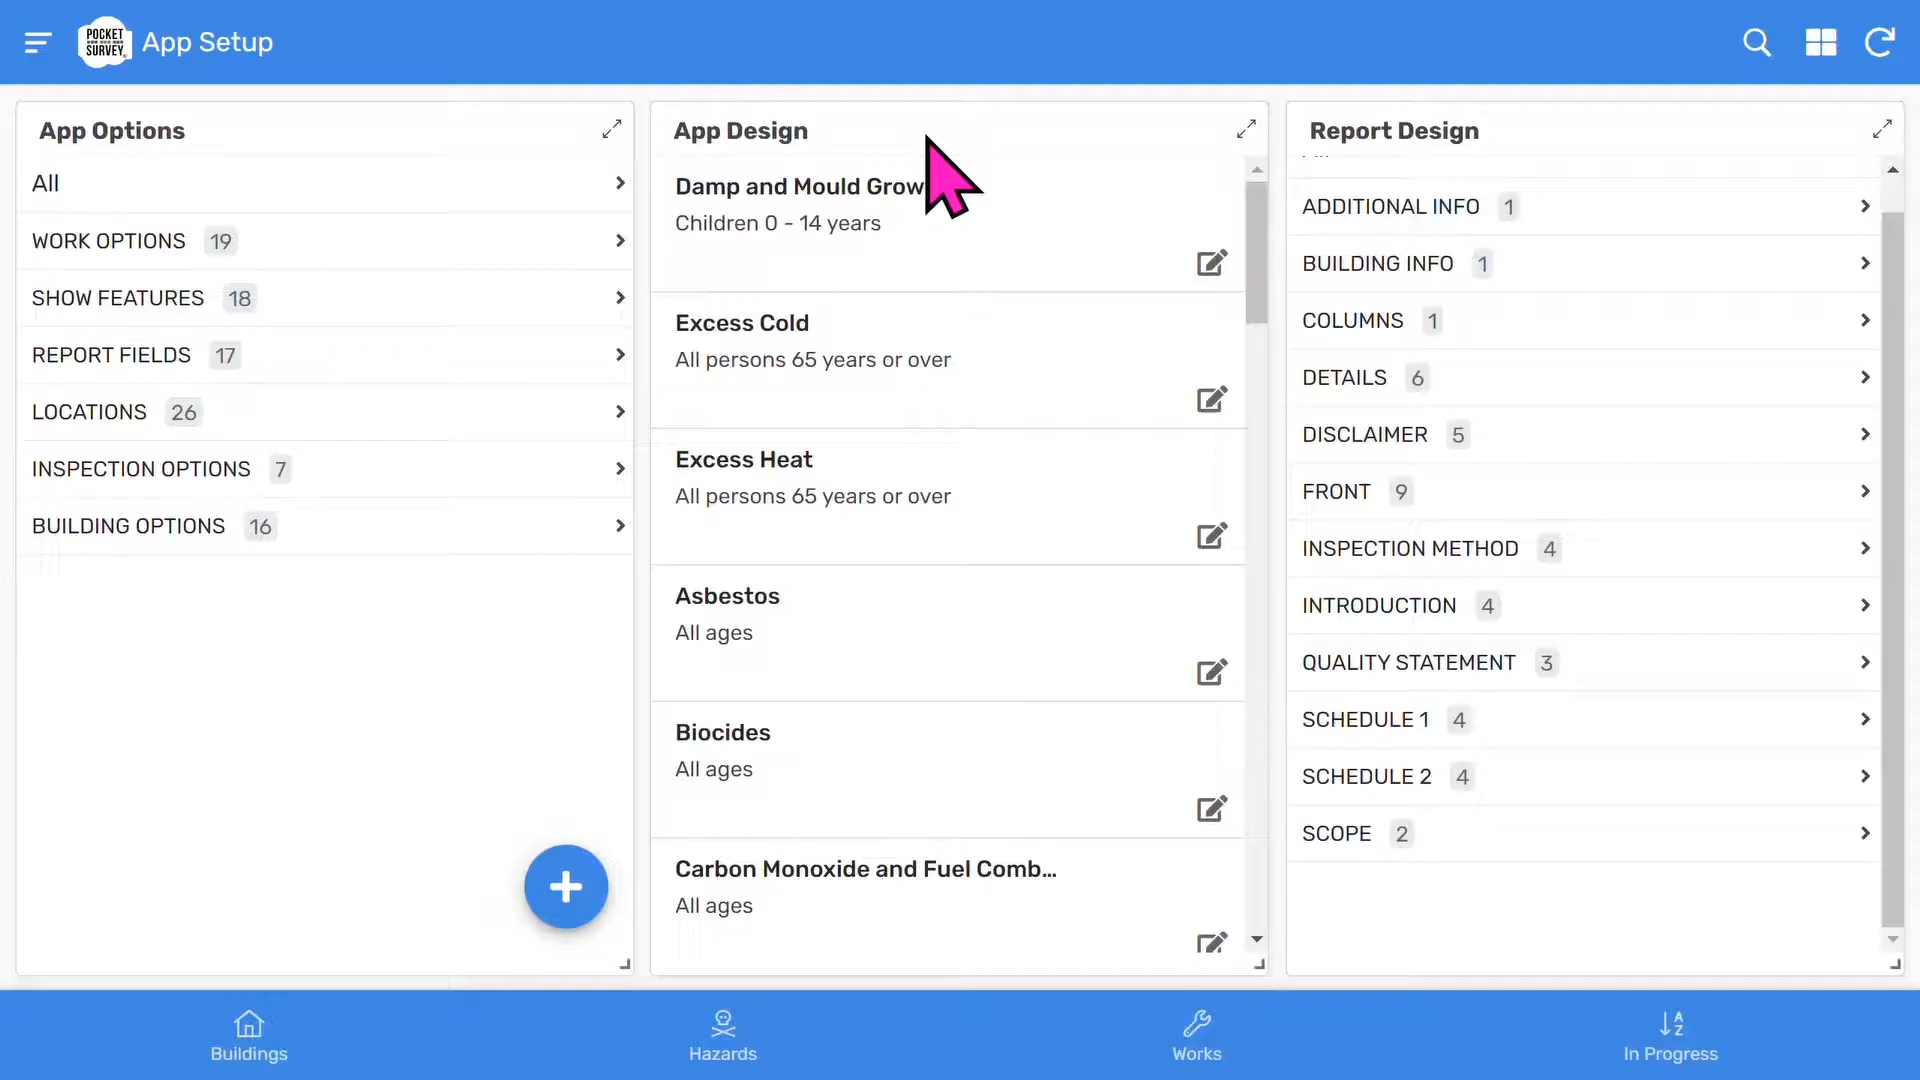 POCKET
SURVEY
App Setup
App Options
All
WORK OPTIONS 19
SHOW FEATURES 18
REPORT FIELDS 17
LOCATIONS 26
INSPECTION OPTIONS 7
BUILDING OPTIONS 16
App Design
Damp and Mould Grow
Children 0 - 14 years
Excess Cold
All persons 65 years or over
Excess Heat
All persons 65 years or over
Asbestos
All ages
Biocides
All ages
Carbon Monoxide and Fuel Comb...
All ages
Report Design
ADDITIONAL INFO 1
BUILDING INFO 1
COLUMNS 1
DETAILS 6
DISCLAIMER 5
FRONT 9
INSPECTION METHOD 4
INTRODUCTION 4
QUALITY STATEMENT 3
SCHEDULE 1 4
SCHEDULE 2 4
SCOPE 2
Buildings
Hazards
Works
In Progress